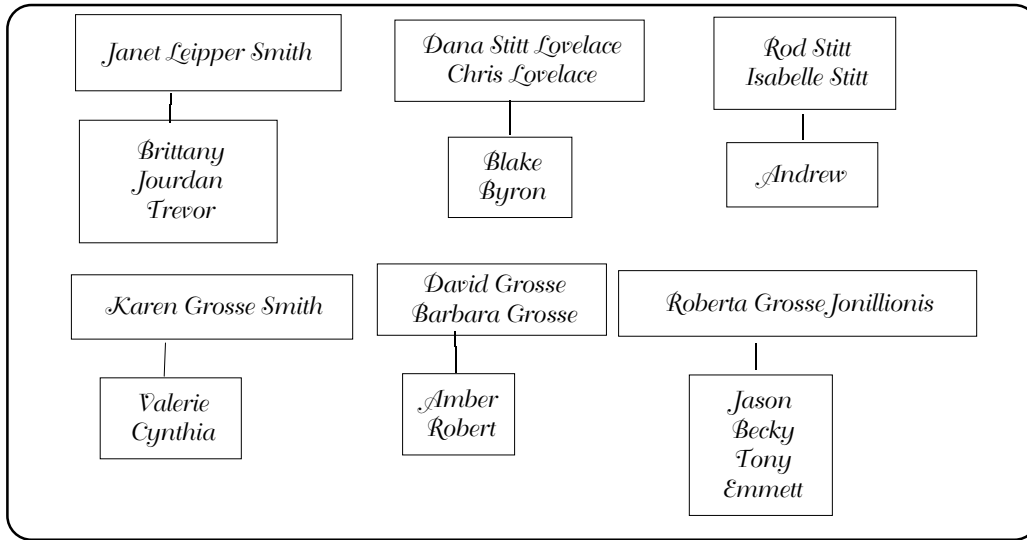 Janet Leipper Smith
Brittany
Jourdan
Trevor
Dana Stitt Lovelace
Chris Lovelace
Blake
Byron
Rod Stitt
Isabelle Stitt
Andrew
Karen Grosse Smith
Valerie
Cynthia
David Grosse
Barbara Grosse
Amber
Robert
Roberta Grosse Jonillionis
Jason
Becky
Tony
Emmett